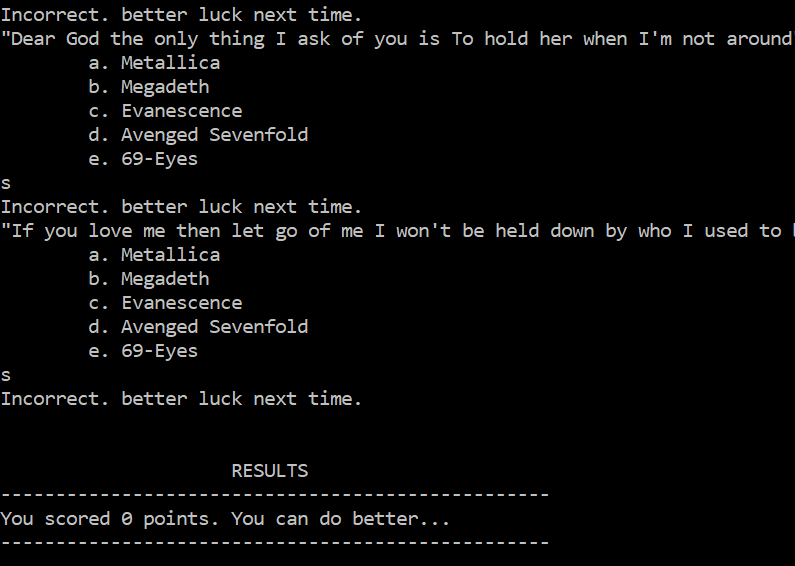 Incorrect. better luck next time.
"Dear God the only thing I ask of you is To hold her when I'm not around"
a. Metallica
b. Megadeth
c. Evanescence
d. Avenged Sevenfold
e. 69-Eyes
s
Incorrect. better luck next time.
"If you love me then let go of me I won't be held down by who I used to
a. Metallica
b. Megadeth
c. Evanescence
d. Avenged Sevenfold
e. 69-Eyes
s
Incorrect. better luck next time.
RESULTS
--------------------------------------------------
You scored 0 points. You can do better...
--------------------------------------------------